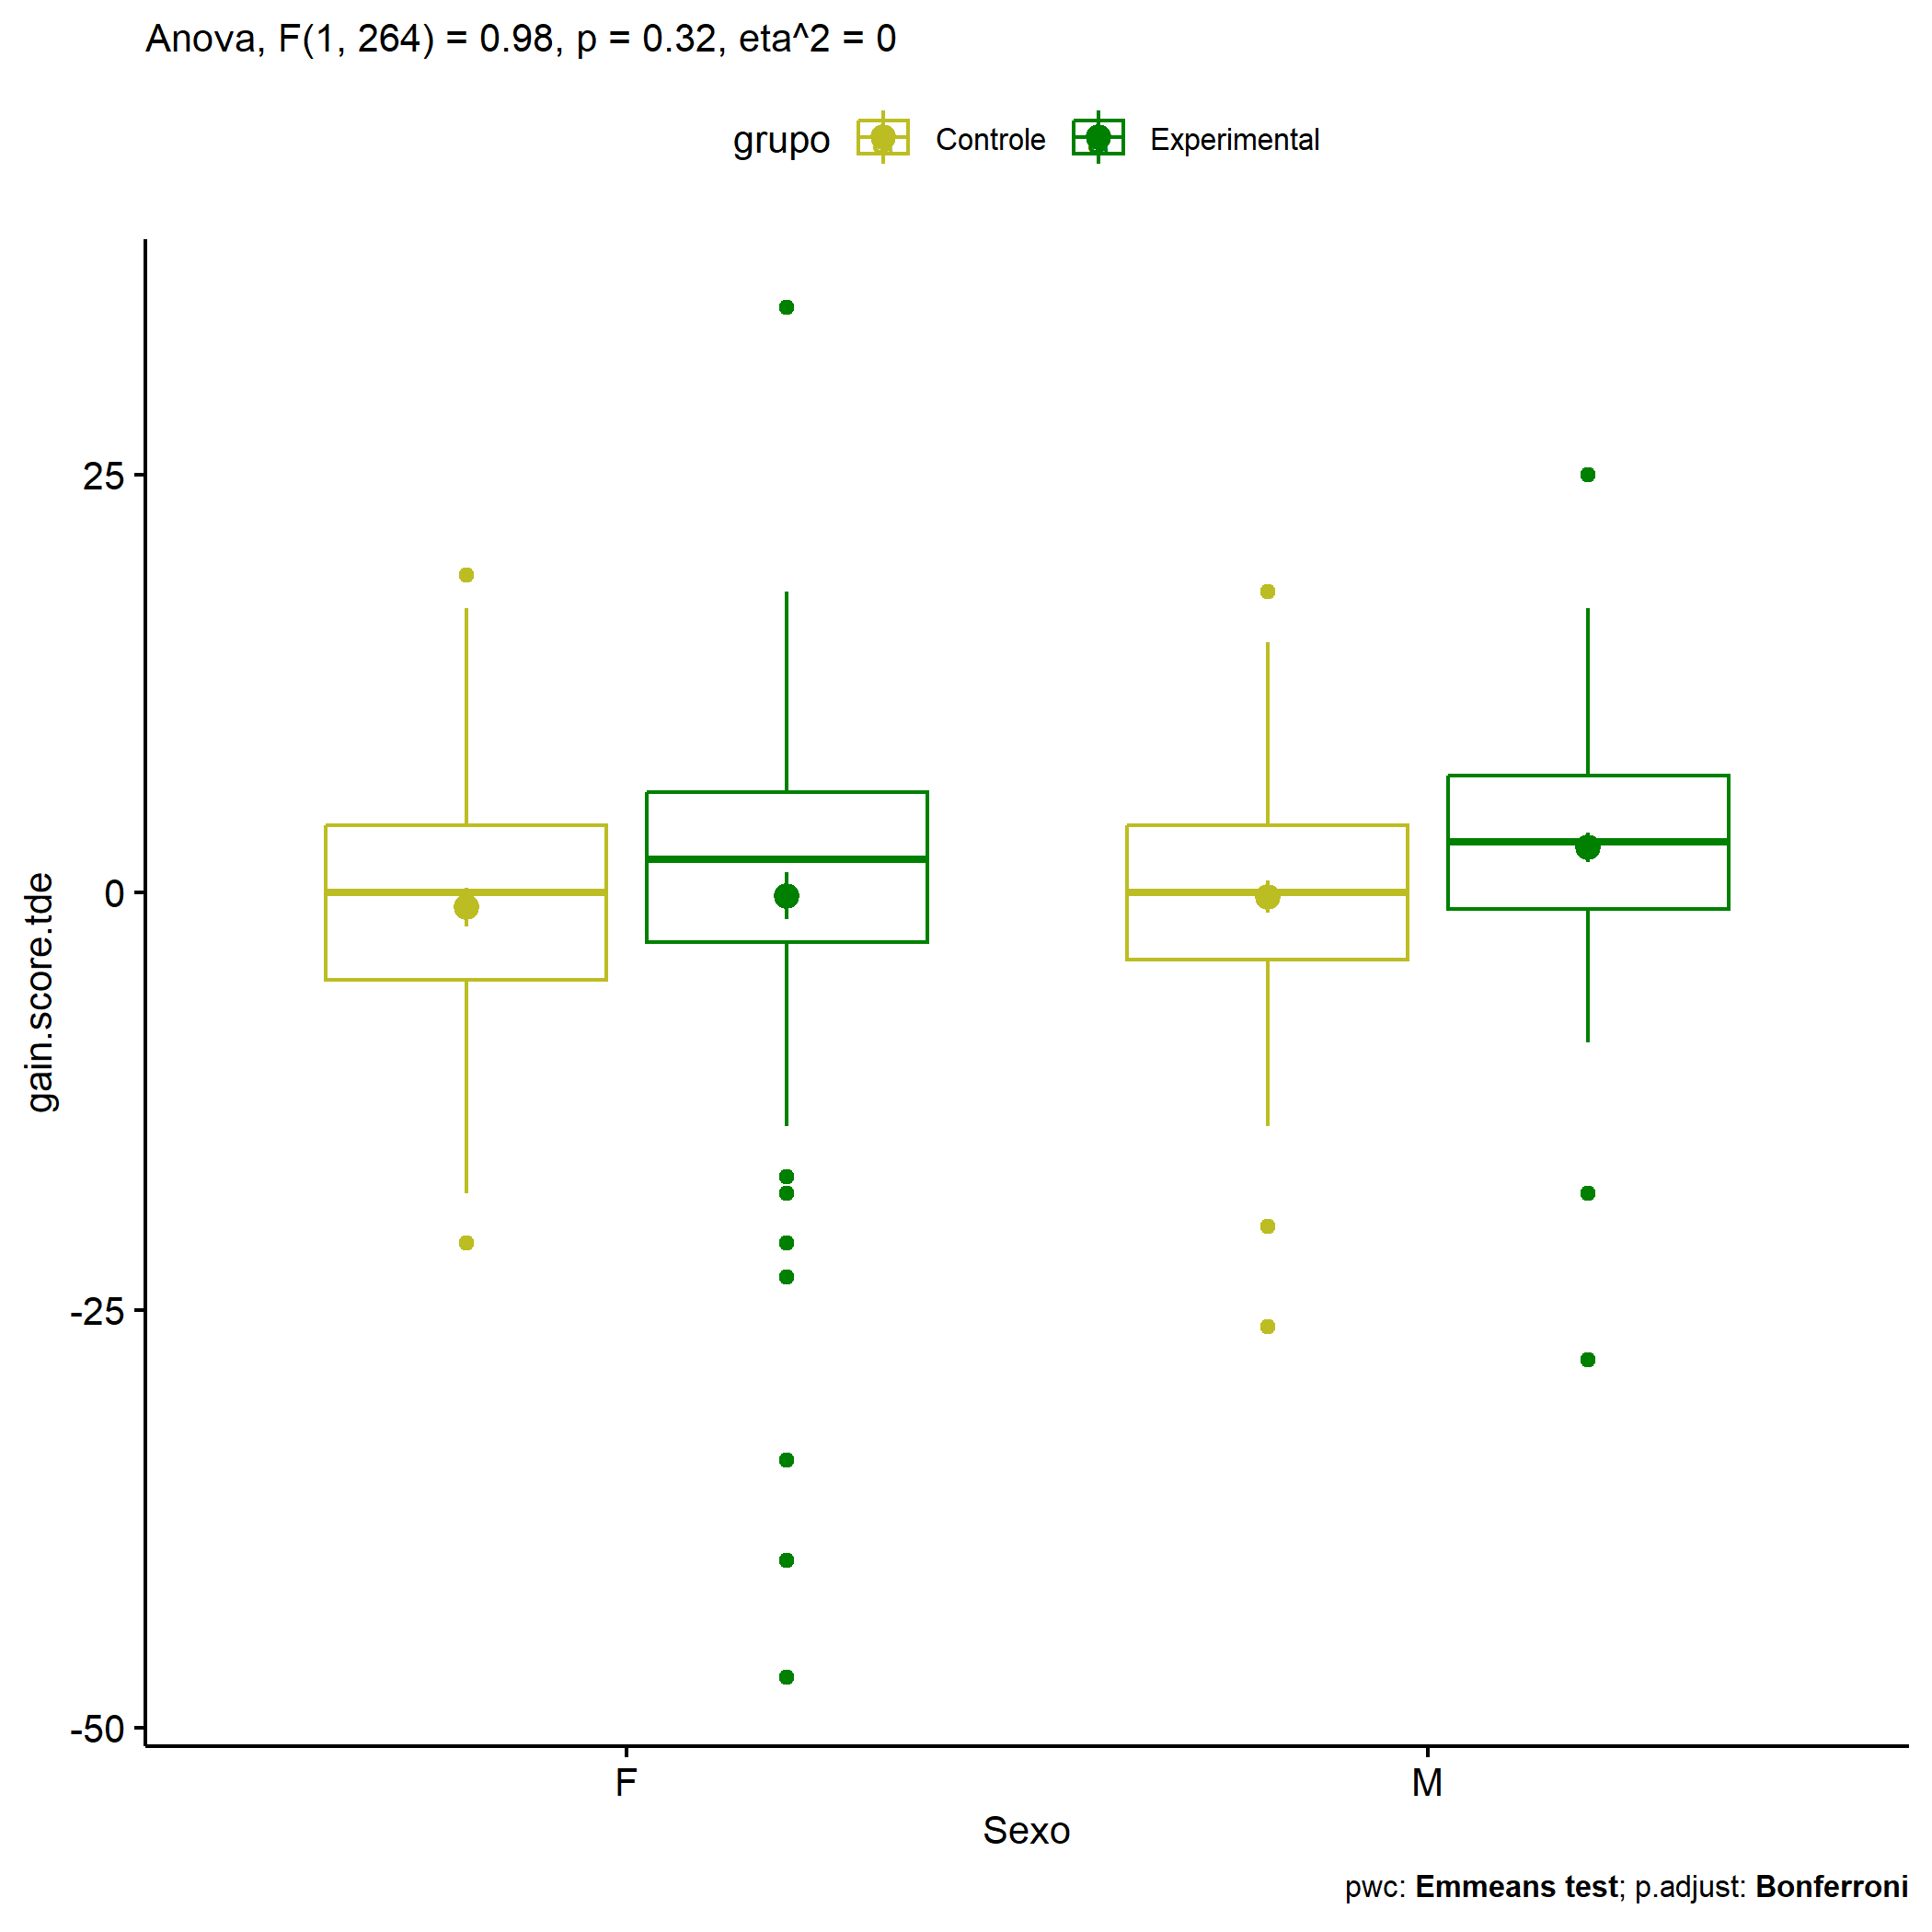 Anova, F(1, 264) = 0.98, p = 0.32, eta^2 = 0
grupo Controle Experimental
gain.score.tde
25
0
-25
-50
F M
Sexo
pwc: Emmeans test; p.adjust: Bonferroni